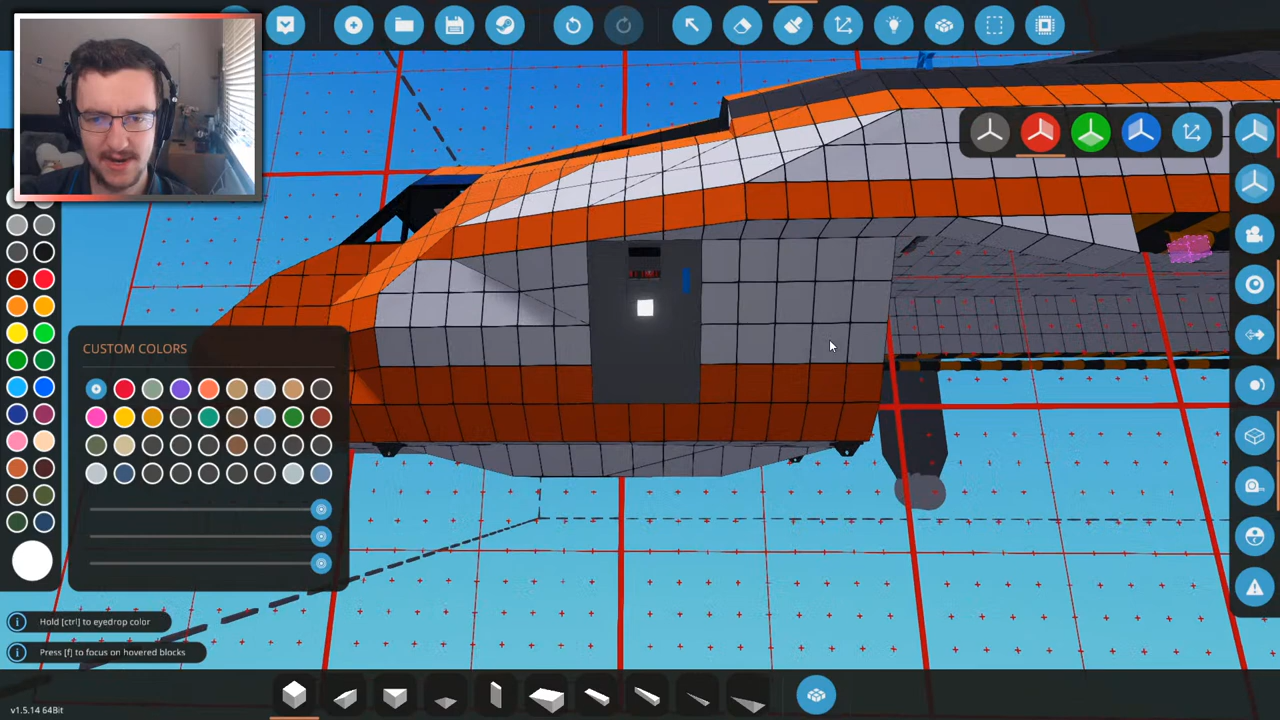 CUSTOM COLORS
Hold [ctrl] to eyedrop color
Press [f] to focus on hovered blocks
v1.5.14 64Bit